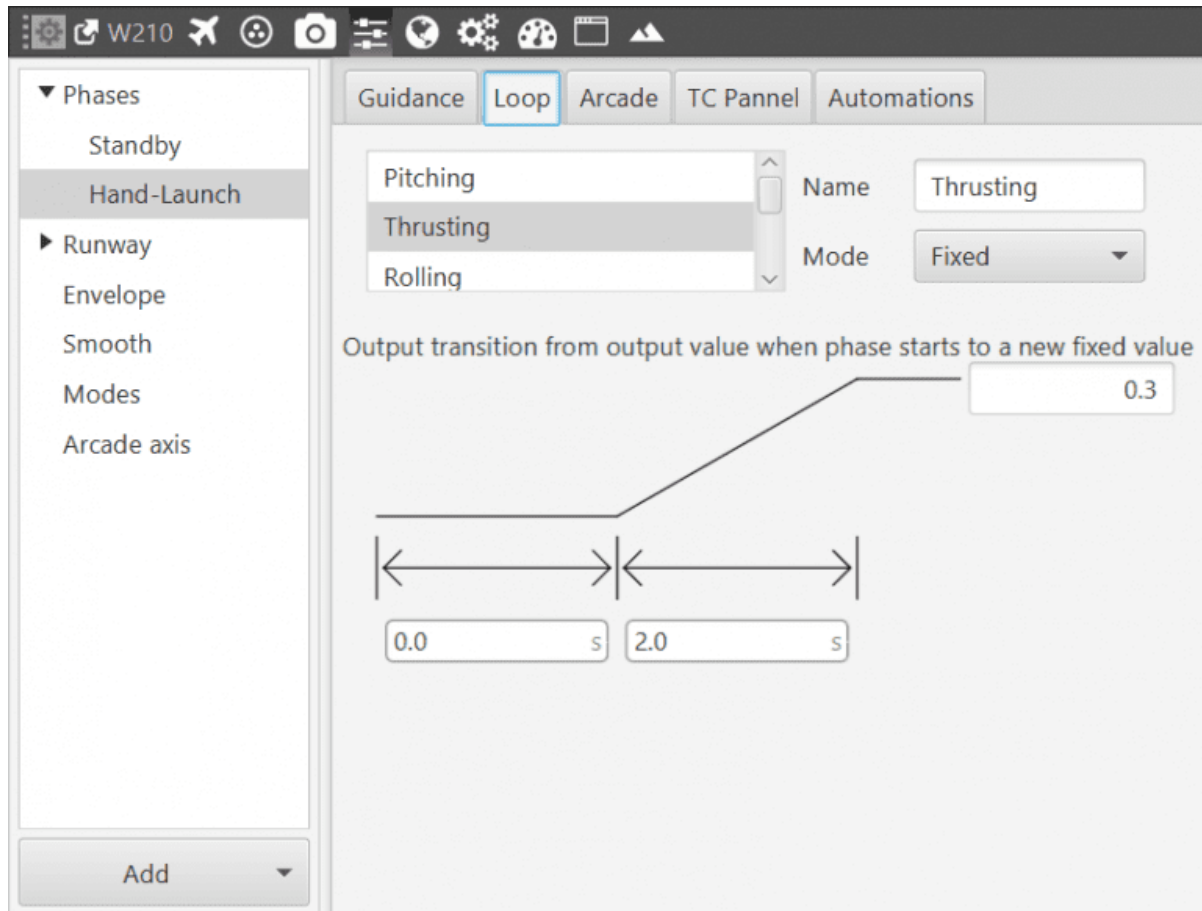 W210
Phases
Standby
Hand-Launch
Runway
Envelope
Smooth
Modes
Arcade axis
Add
Guidance Loop Arcade TC Pannel Automations
Pitching
Thrusting
Rolling
Name Thrusting
Mode Fixed
Output transition from output value when phase starts to a new fixed value
0.3
0.0 s 2.0 s